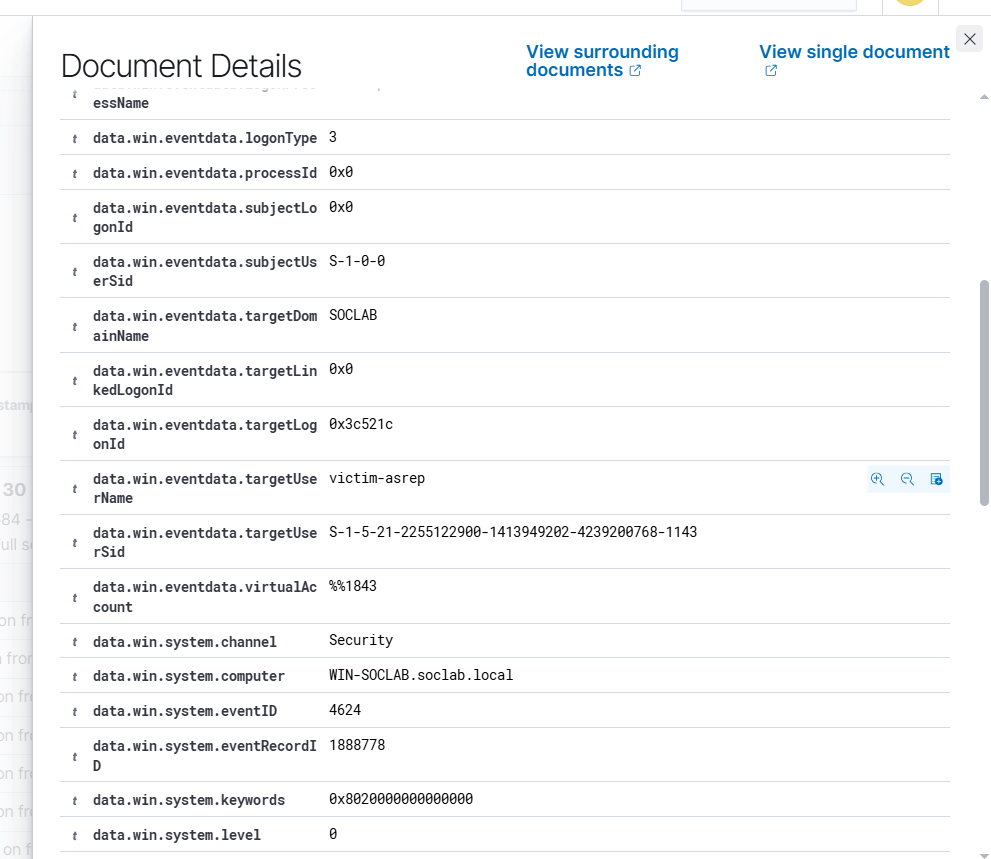 Document Details
View surrounding
documents
View single document
essName
t data.win.eventdata.logonType 3
t data.win.eventdata.processId 0x0
t data.win.eventdata.subjectLo 0x0
gonId
t data.win.eventdata.subjectUs S-1-0-0
erSid
t data.win.eventdata.targetDom SOCLAB
ainName
t data.win.eventdata.targetLin 0x0
kedLogonId
t data.win.eventdata.targetLog 0x3c521c
onId
t data.win.eventdata.targetUse victim-asrep
rName
t data.win.eventdata.targetUse S-1-5-21-2255122900-1413949202-4239200768-1143
rSid
t data.win.eventdata.virtualAc %%1843
count
t data.win.system.channel Security
t data.win.system.computer WIN-SOCLAB.soclab.local
t data.win.system.eventID 4624
t data.win.system.eventRecordI 1888778
D
t data.win.system.keywords 0x8020000000000000
t data.win.system.level 0